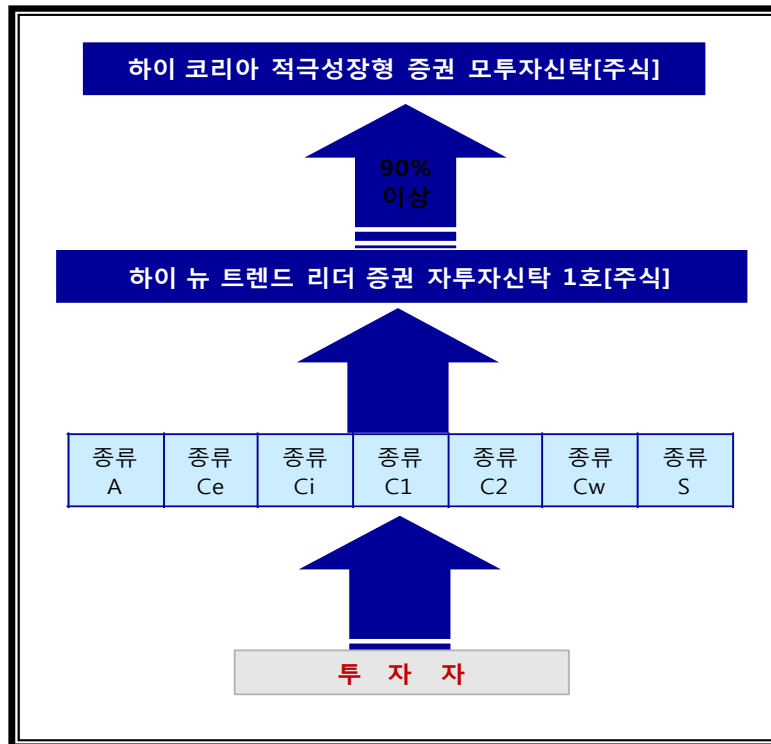 하이 코리아 적극성장형 증권 모투자신탁[주식]
90%
이상
하이 뉴 트렌드 리더 증권 자투자신탁 1호[주식]
종류 종류 종류 종류 종류 종류 종류
A Ce Ci C1 C2 Cw S
투 자 자